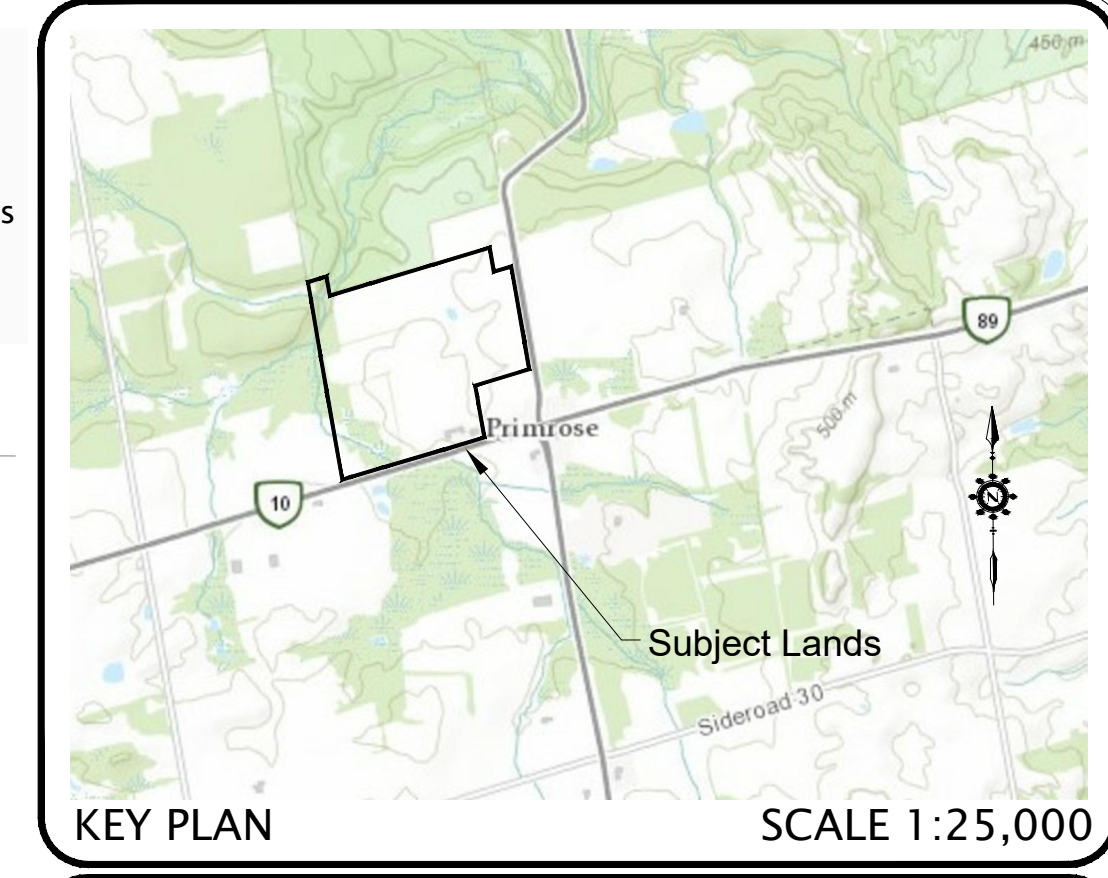 s
450 m
89
500 m
Primrose
10
N
Subject Lands
Sideroad 30
KEY PLAN
SCALE 1:25,000